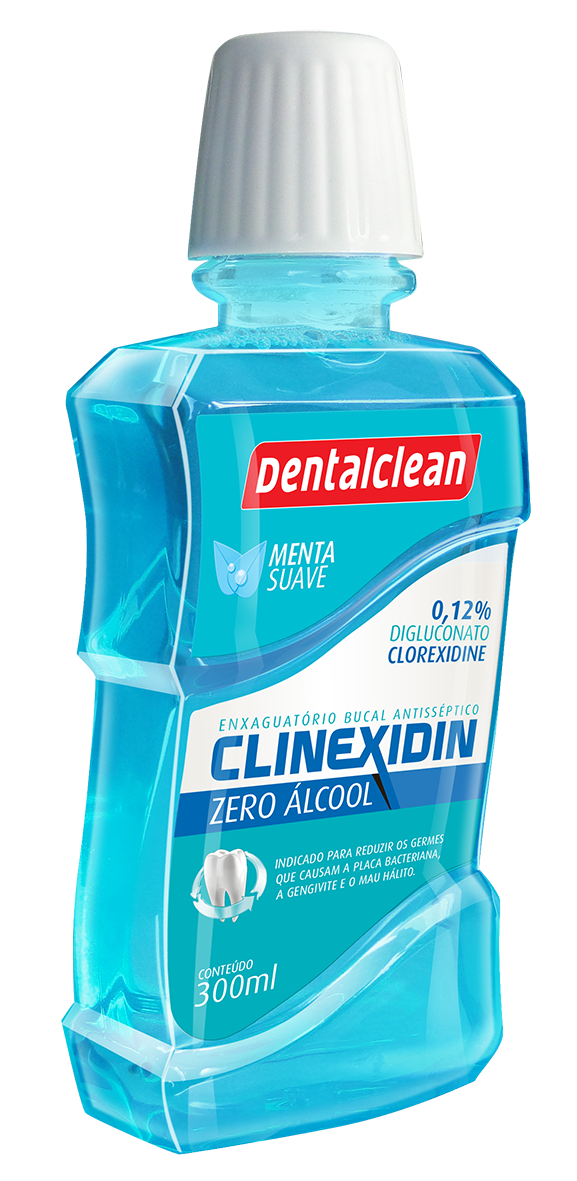 Dentalclean
MENTA
SUAVE
0,12%
DIGLUCONATO
CLOREXIDINE
ENXAGUATÓRIO BUCAL ANTISSÉPTICO
CLINEXIDIN
ZERO ÁLCOOL
INDICADO PARA REDUZIR OS GERMES
QUE CAUSAM A PLACA BACTERIANA,
A GENGIVITE E O MAU HÁLITO.
CONTEÚDO
300ml